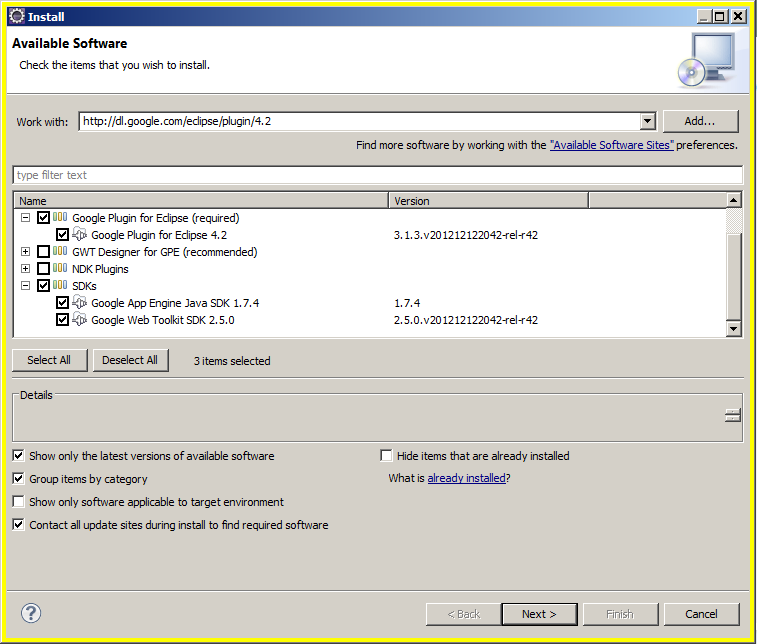 Install
Available Software
Check the items that you wish to install.
Work with: http://dl.google.com/eclipse/plugin/4.2 Add...
Find more software by working with the "Available Software Sites" preferences.
type filter text
Name Version
Google Plugin for Eclipse (required)
Google Plugin for Eclipse 4.2 3.1.3.v201212122042-rel-r42
GWT Designer for GPE (recommended)
NDK Plugins
SDKs
Google App Engine Java SDK 1.7.4 1.7.4
Google Web Toolkit SDK 2.5.0 2.5.0.v201212122042-rel-r42
Select All Deselect All 3 items selected
Details
Show only the latest versions of available software Hide items that are already installed
Group items by category What is already installed?
Show only software applicable to target environment
Contact all update sites during install to find required software
? < Back Next > Finish Cancel